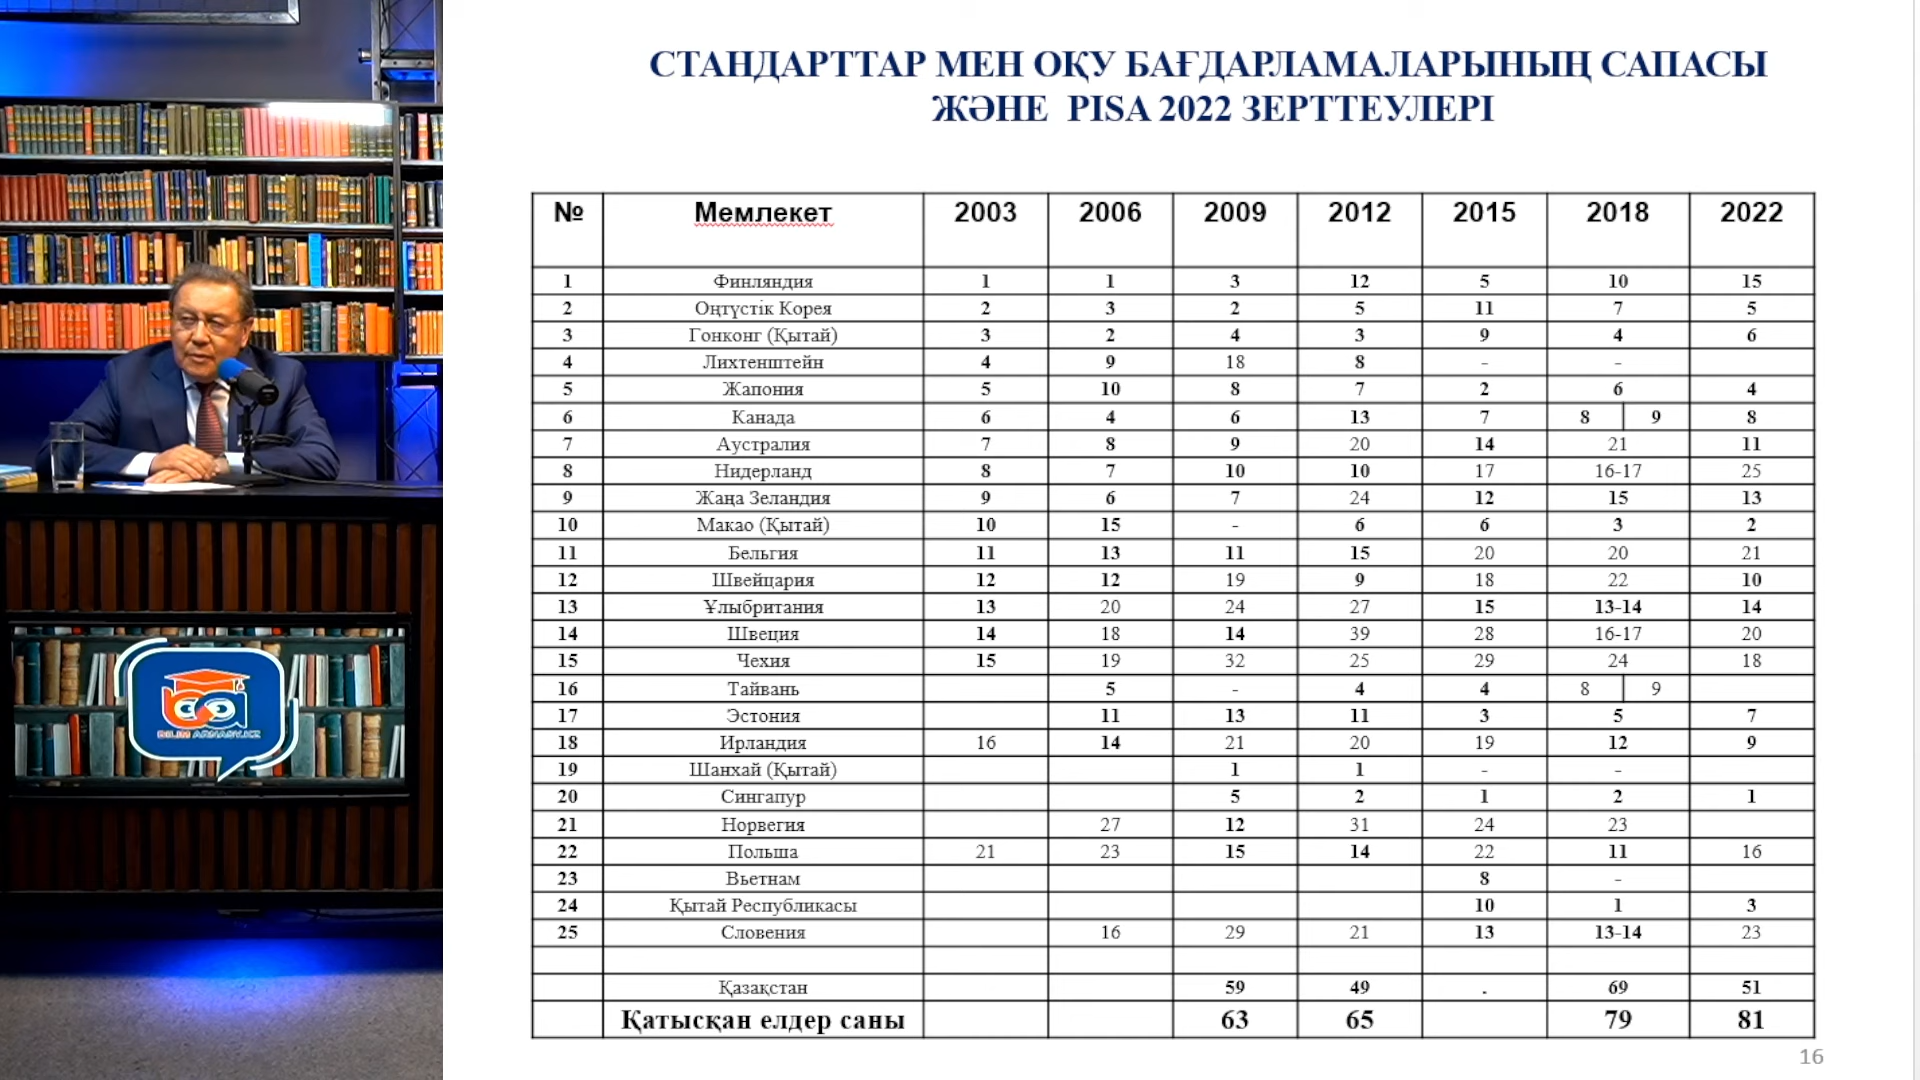 СТАНДАРТТАР МЕН ОҚУ БАҒДАРЛАМАЛАРЫНЫҢ САПАСЫ
ЖӘНЕ PISA 2022 ЗЕРТТЕУЛЕРІ
№ Мемлекет 2003 2006 2009 2012 2015 2018 2022
1 Финляндия 1 1 3 12 5 10 15
2 Оңтүстік Корея 2 3 2 5 11 7 5
3 Гонконг (Қытай) 3 2 4 3 9 4 6
4 Лихтенштейн 4 9 18 8 - -
5 Жапония 5 10 8 7 2 6 4
6 Канада 6 4 6 13 7 8 9 8
7 Аустралия 7 8 9 20 14 21 11
8 Нидерланд 8 7 10 10 17 16-17 25
9 Жаңа Зеландия 9 6 7 24 12 15 13
10 Макао (Қытай) 10 15 - 6 6 3 2
11 Бельгия 11 13 11 15 20 20 21
12 Швейцария 12 12 19 9 18 22 10
13 Ұлыбритания 13 20 24 27 15 13-14 14
14 Швеция 14 18 14 39 28 16-17 20
15 Чехия 15 19 32 25 29 24 18
16 Тайвань 5 - 4 4 8 9
17 Эстония 11 13 11 3 5 7
18 Ирландия 16 14 21 20 19 12 9
19 Шанхай (Қытай) 1 1 - -
20 Сингапур 5 2 1 2 1
21 Норвегия 27 12 31 24 23
22 Польша 21 23 15 14 22 11 16
23 Вьетнам 8 -
24 Қытай Республикасы 10 1 3
25 Словения 16 29 21 13 13-14 23
Қазақстан 59 49 . 69 51
Қатысқан елдер саны 63 65 79 81
16
BILIM ARNASY.KZ